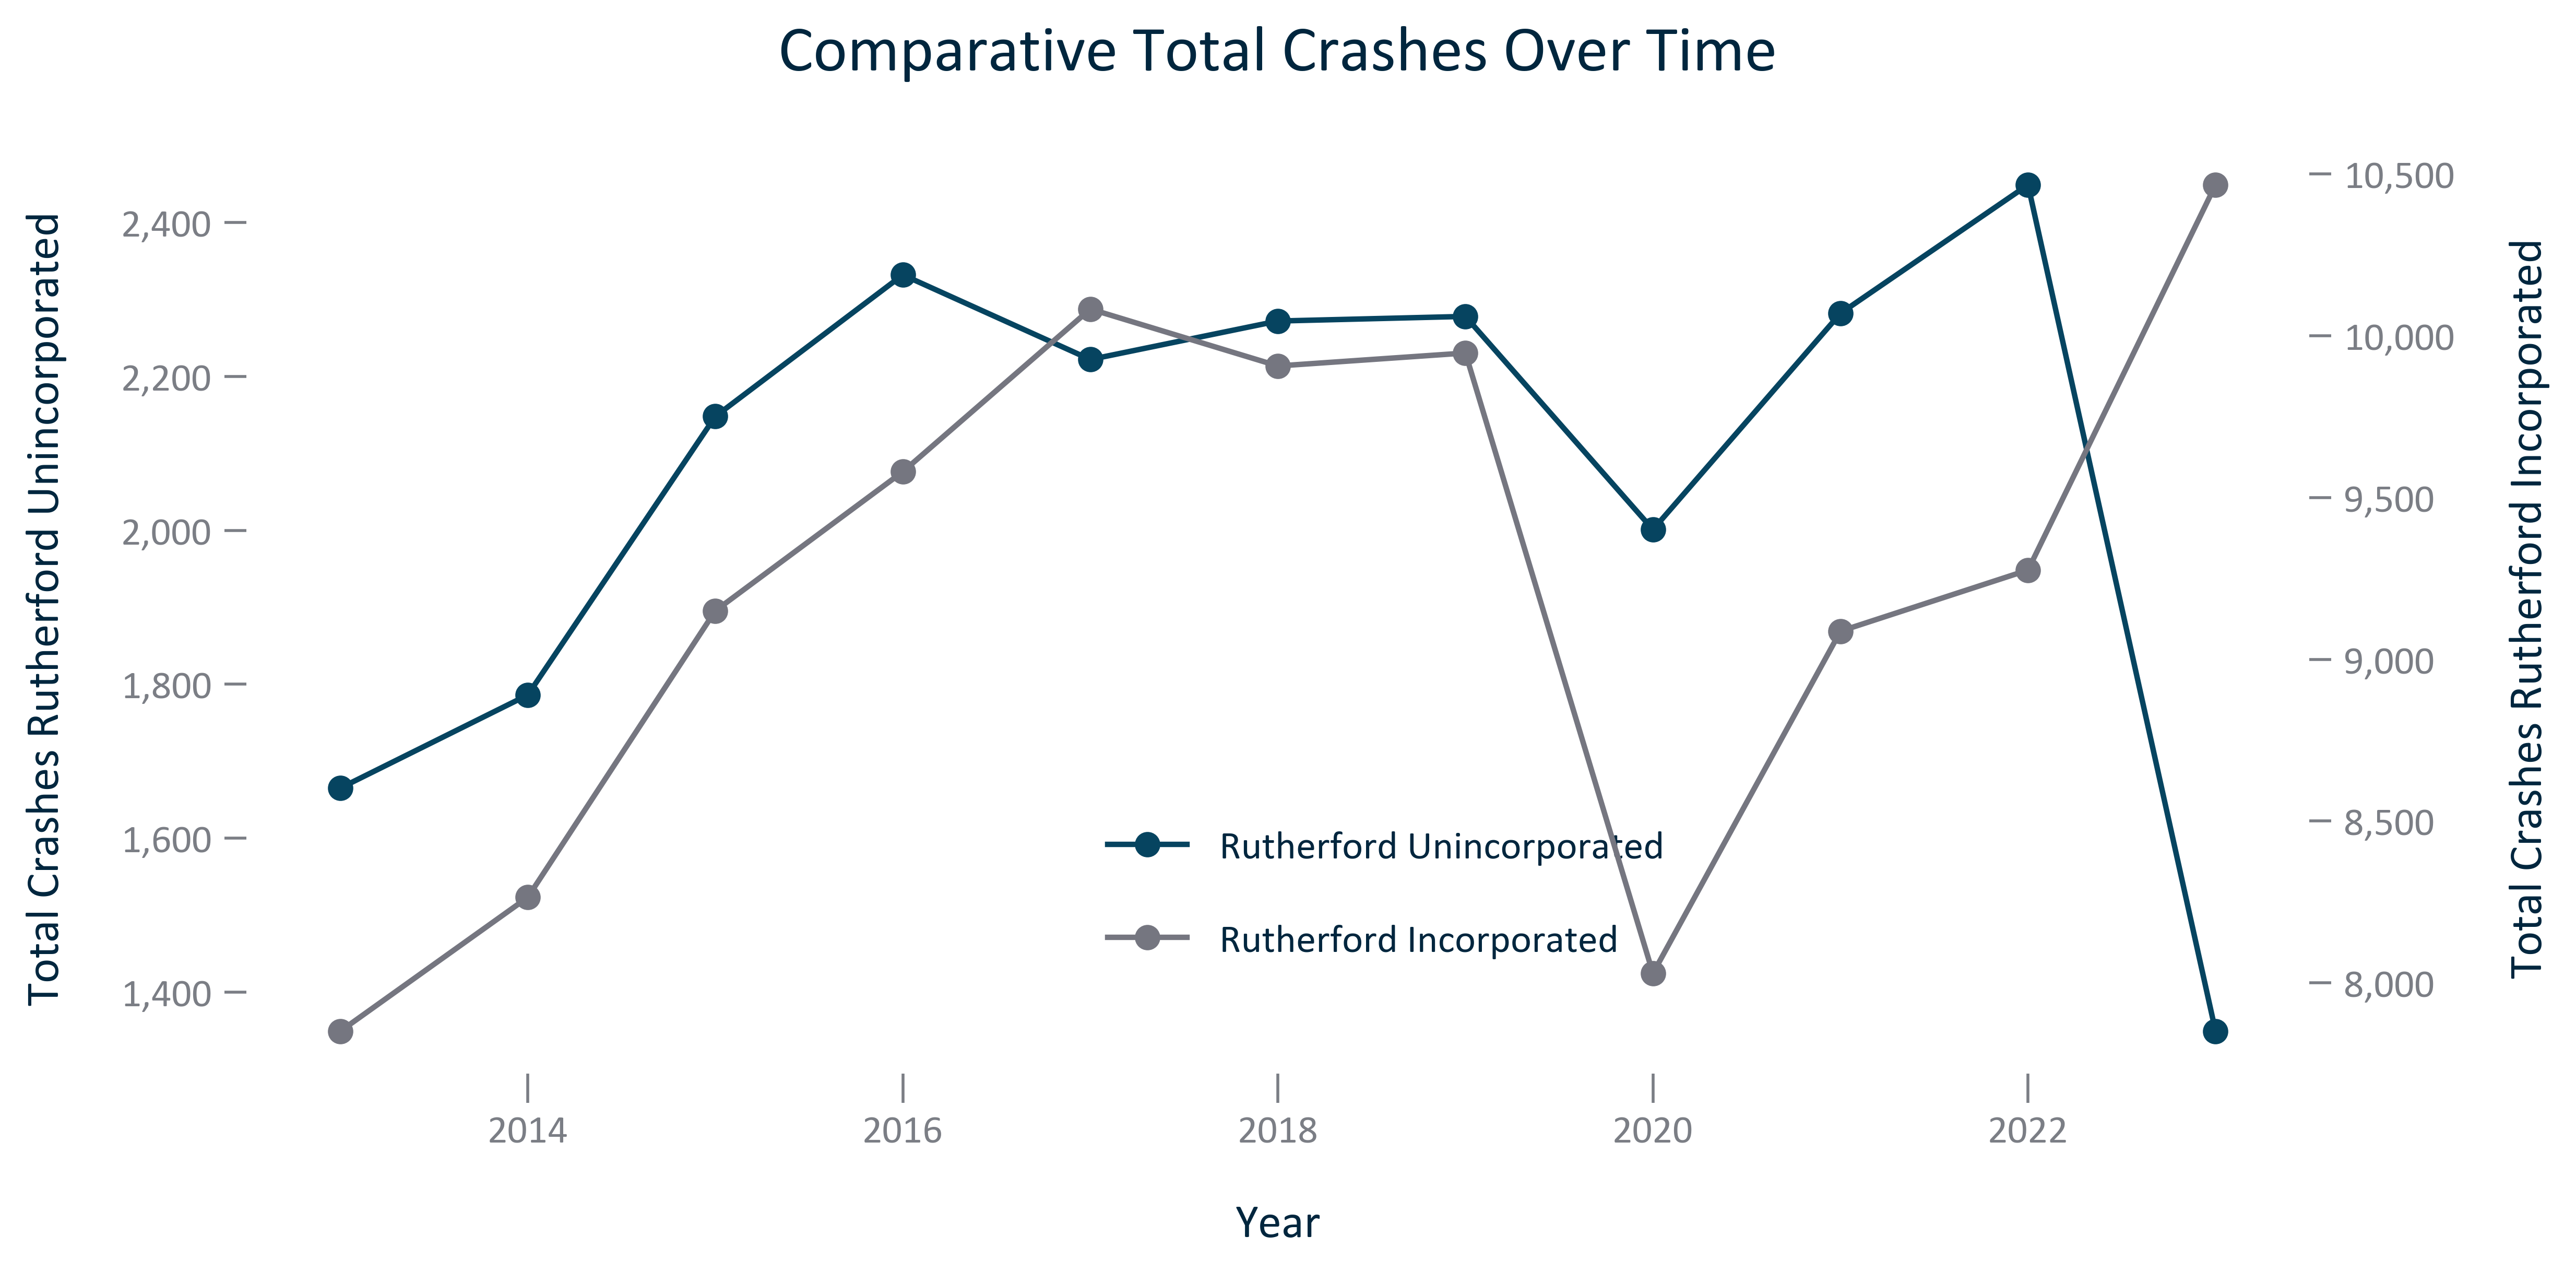 Comparative Total Crashes Over Time
Total Crashes Rutherford Unincorporated
2,400
2,200
2,000
1,800
1,600
1,400
10,500
10,000
9,500
9,000
8,500
8,000
Total Crashes Rutherford Incorporated
Rutherford Unincorporated
Rutherford Incorporated
2014
2016
2018
2020
2022
Year